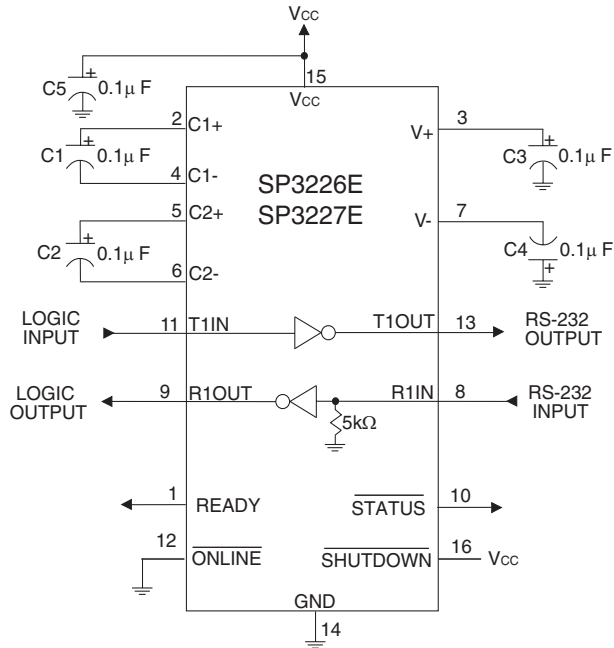 VCC
15
VCC
C5
+
0.1µ F
2
C1+
C1
+
0.1µ F
4
C1-
5
C2+
C2
+
0.1µ F
6
C2-
SP3226E
SP3227E
3
V+
C3
+
0.1µ F
7
V-
C4
+
0.1µ F
LOGIC
INPUT
11
T1IN
T1OUT
13
RS-232
OUTPUT
LOGIC
OUTPUT
9
R1OUT
R1IN
8
RS-232
INPUT
5kΩ
1
READY
STATUS
10
12
ONLINE
SHUTDOWN
16
VCC
GND
14